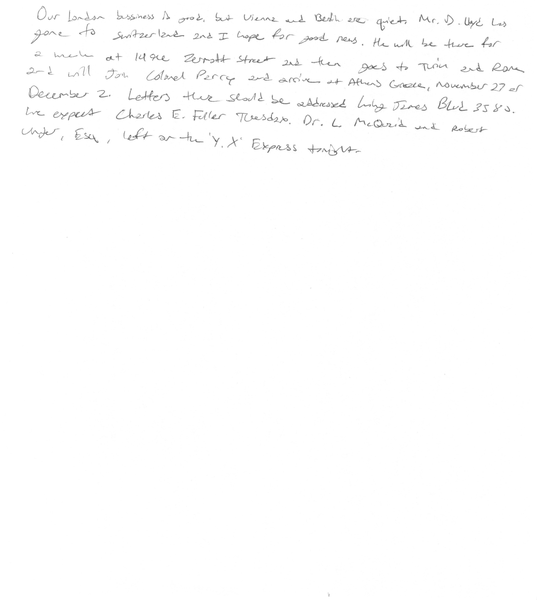 Our London bussiness is good, but Vienna and Berlin are quiet. Mr. D. Lloyd has
gone to Switzerland and I hope for good news. He will be there for
a week at 1496 Zermott Street and then goes to Turin and Rome
and will join Colonel Parry and arrive at Athens Greece, November 27 or
December 2. Letters there should be addressed King James Blvd 3580.
We expect Charles E. Fuller Tuesday. Dr. L. McQuaid and Robert
Unger, Esq., left on the 'Y.X' Express tonight.